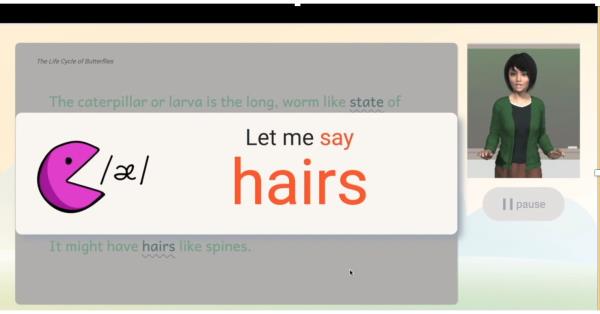 The Life Cycle of Butterflies
The caterpillar or larva is the long, worm like state of
Let me say
/æ/
hairs
It might have hairs like spines.
pause